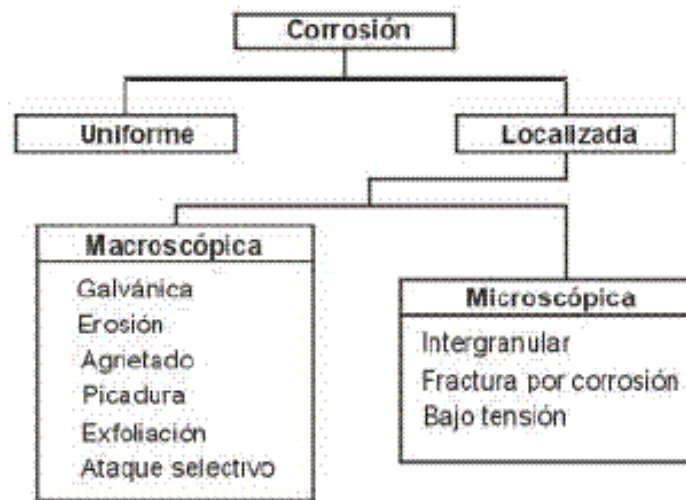 Corrosión
Uniforme
Localizada
Macroscópica
Galvánica
Erosión
Agrietado
Picadura
Exfoliación
Ataque selectivo
Microscópica
Intergranular
Fractura por corrosión
Bajo tensión